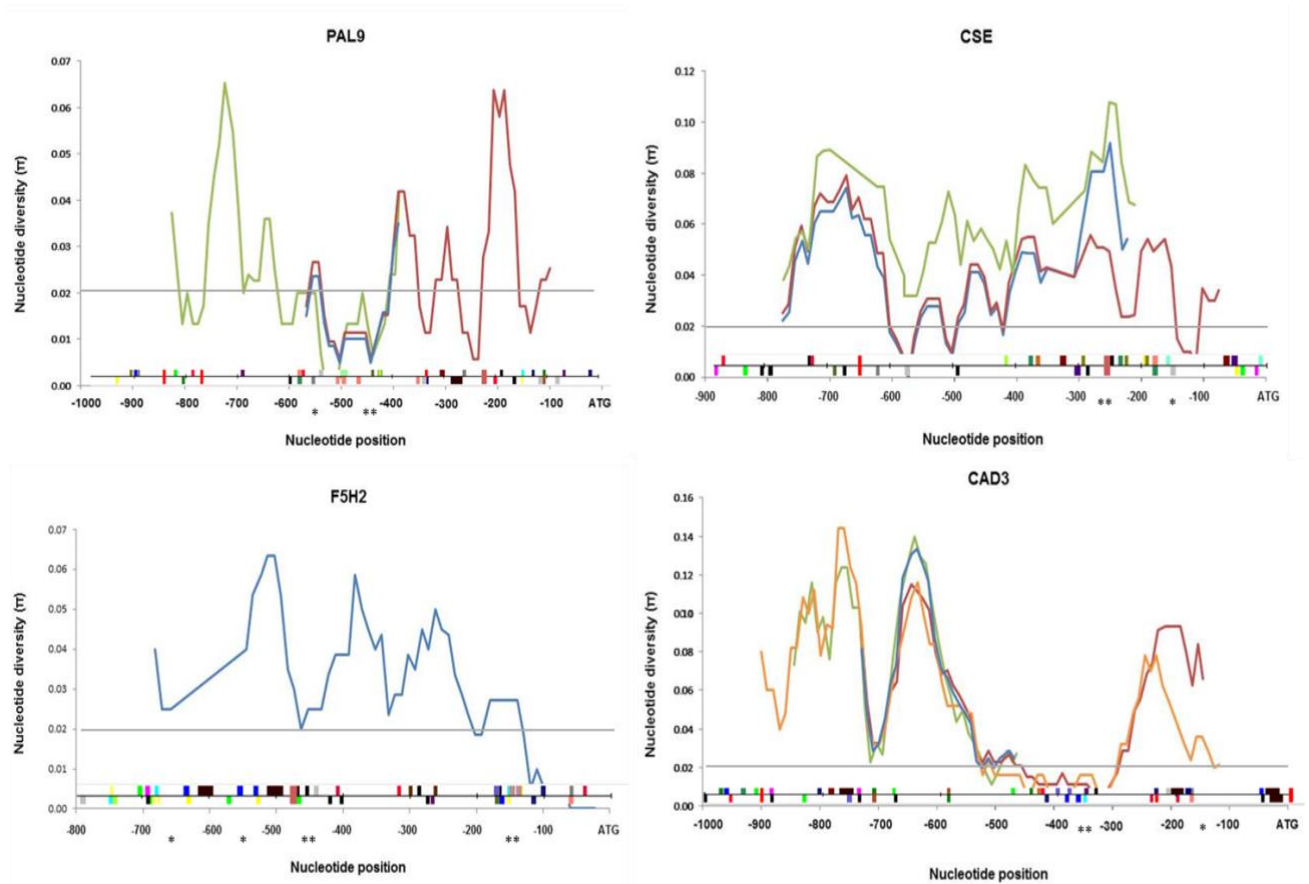 PAL9
Nucleotide diversity (π)
0.07
0.06
0.05
0.04
0.03
0.02
0.01
0.00
-1000 -900 -800 -700 -600 -500 -400 -300 -200 -100 ATG
* **
Nucleotide position
CSE
Nucleotide diversity (π)
0.12
0.10
0.08
0.06
0.04
0.02
0.00
-900 -800 -700 -600 -500 -400 -300 -200 -100 ATG
** *
Nucleotide position
F5H2
Nucleotide diversity (π)
0.07
0.06
0.05
0.04
0.03
0.02
0.01
0.00
-800 -700 -600 -500 -400 -300 -200 -100 ATG
* * ** **
Nucleotide position
CAD3
Nucleotide diversity (π)
0.16
0.14
0.12
0.10
0.08
0.06
0.04
0.02
0.00
-1000 -900 -800 -700 -600 -500 -400 -300 -200 -100 ATG
** *
Nucleotide position